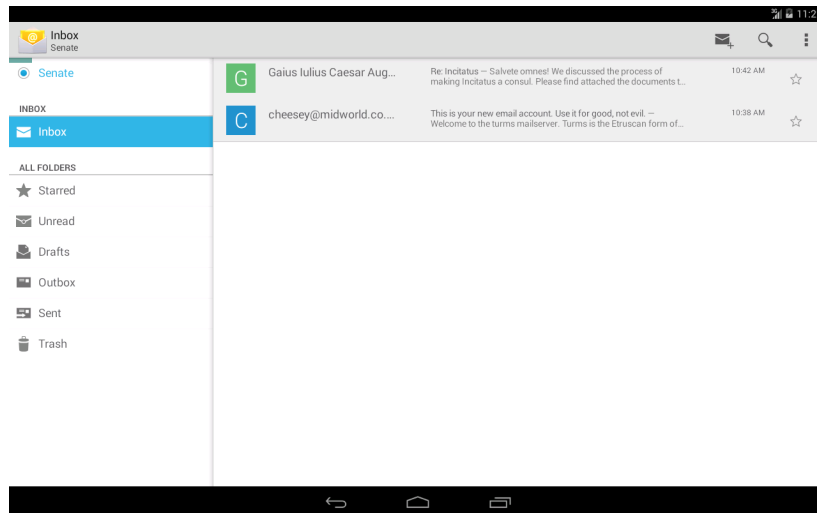 3G 11:2
Inbox
Senate
Senate
INBOX
Inbox
ALL FOLDERS
Starred
Unread
Drafts
Outbox
Sent
Trash
G
Gaius Iulius Caesar Aug...
Re: Incitatus — Salvete omnes! We discussed the process of
making Incitatus a consul. Please find attached the documents t...
10:42 AM
C
cheesey@midworld.co....
This is your new email account. Use it for good, not evil. —
Welcome to the turms mailserver. Turms is the Etruscan form of...
10:38 AM